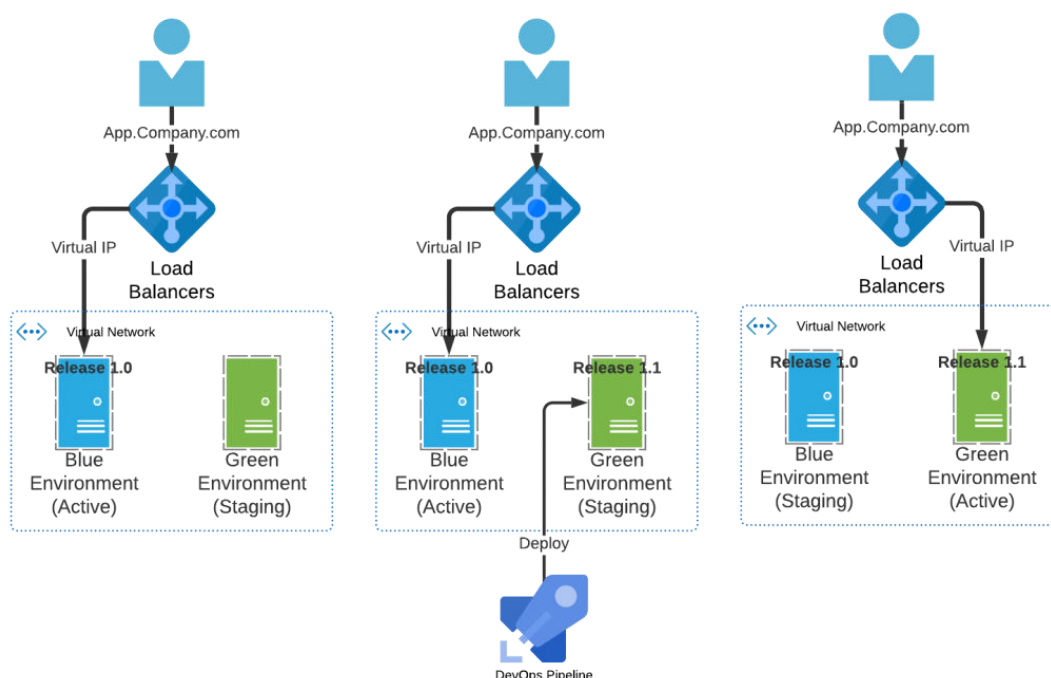 App.Company.com
Virtual IP
Load
Balancers
Virtual Network
Release 1.0
Blue
Environment
(Active)
Green
Environment
(Staging)
App.Company.com
Virtual IP
Load
Balancers
Virtual Network
Release 1.0
Release 1.1
Blue
Environment
(Active)
Green
Environment
(Staging)
Deploy
DevOps Pipeline
App.Company.com
Virtual IP
Load
Balancers
Virtual Network
Release 1.0
Release 1.1
Blue
Environment
(Staging)
Green
Environment
(Active)